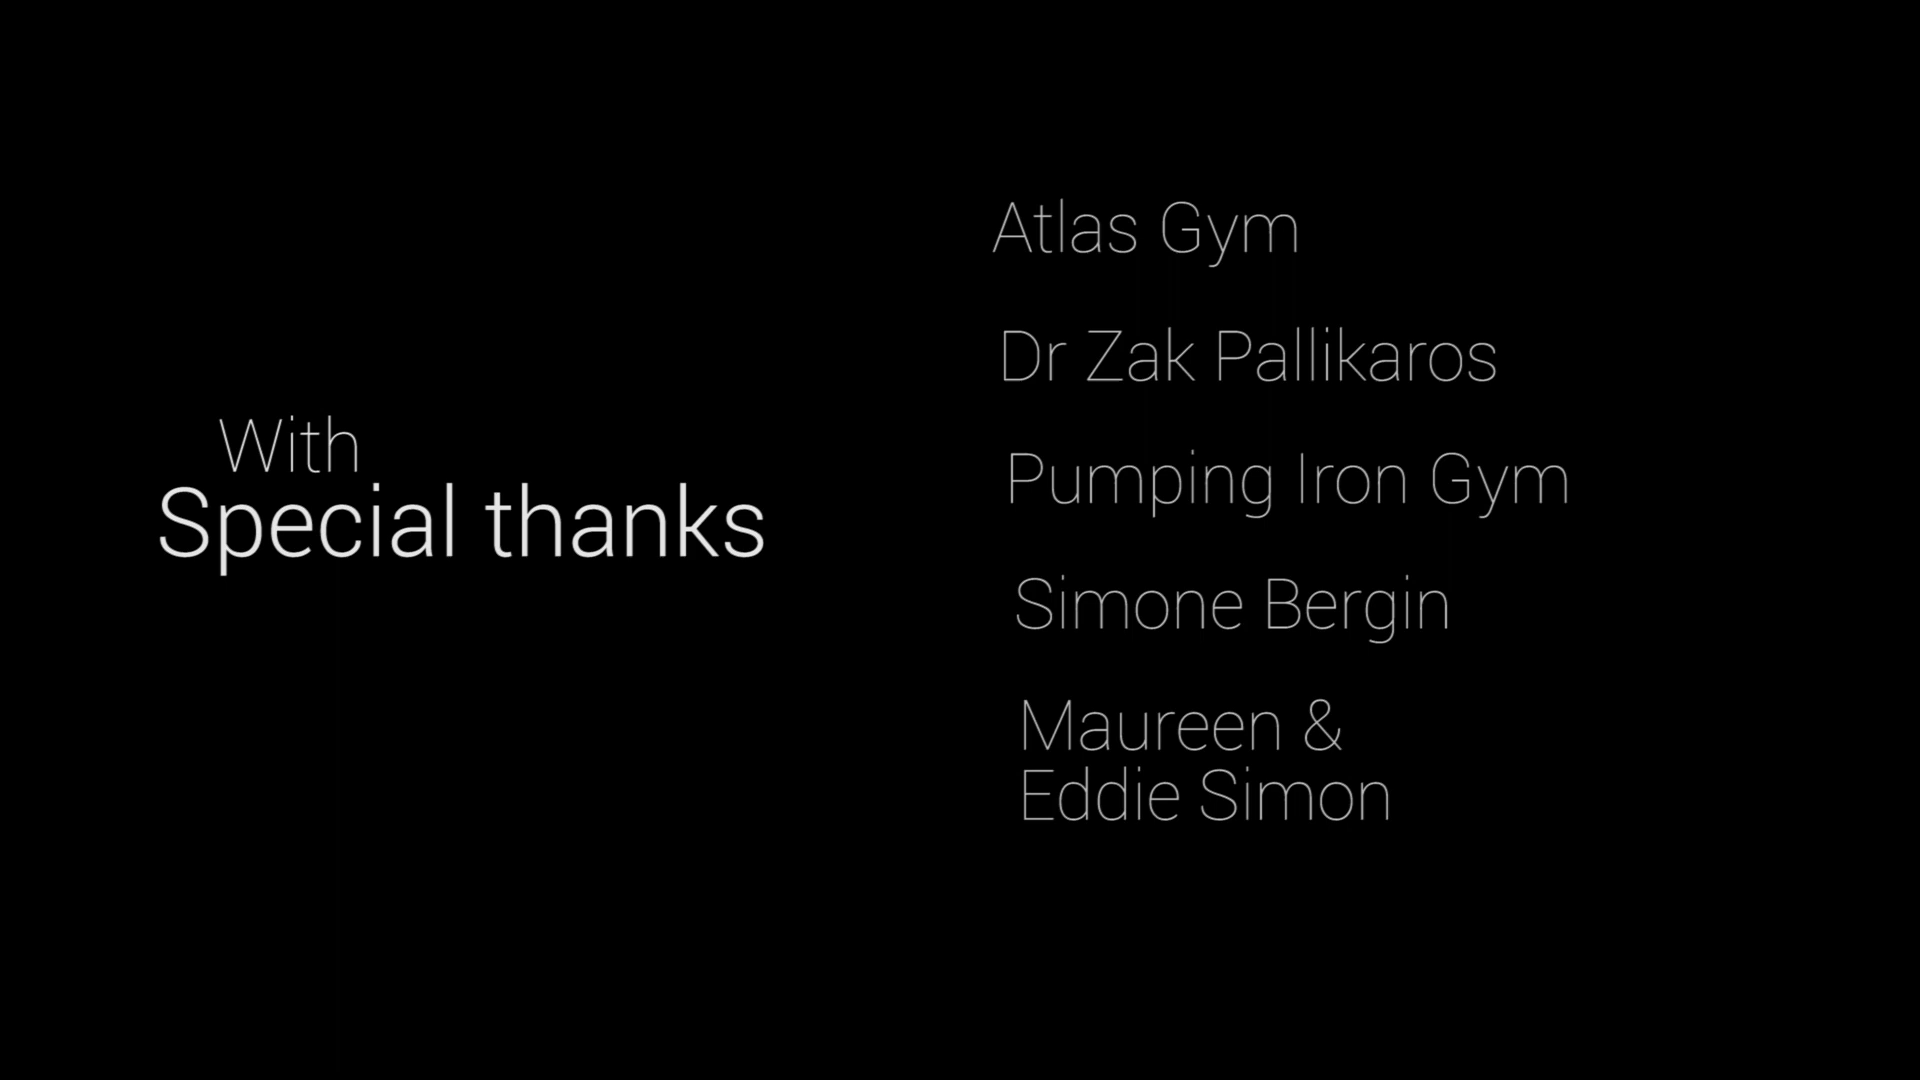 With
Special thanks
Atlas Gym
Dr Zak Pallikaros
Pumping Iron Gym
Simone Bergin
Maureen &
Eddie Simon